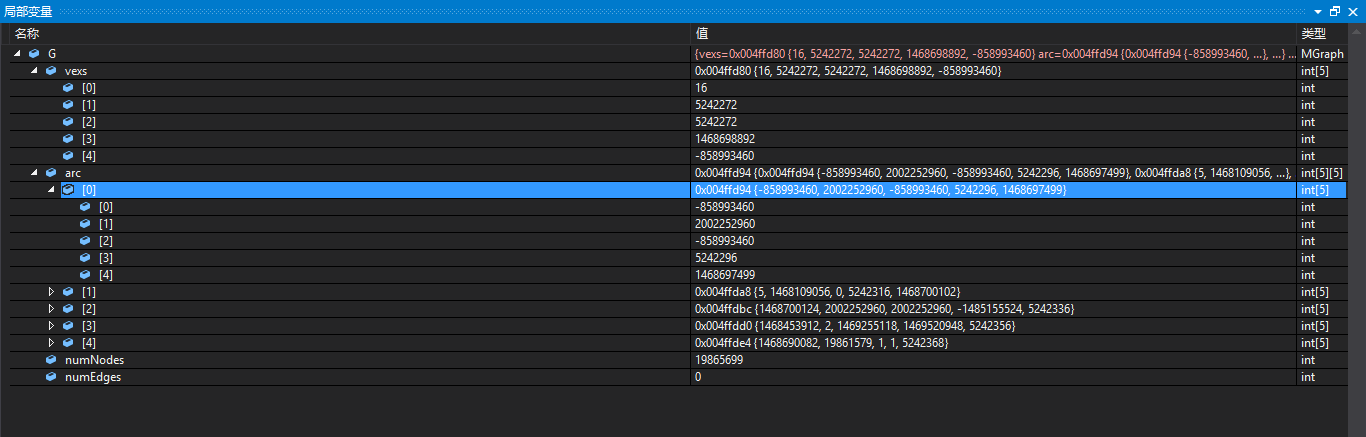 局部变量
名称 值 类型
G {vexs=0x004ffd80 {16, 5242272, 5242272, 1468698892, -858993460} arc=0x004ffd94 {0x004ffd94 {-858993460, ...}, ...} ... MGraph
vexs 0x004ffd80 {16, 5242272, 5242272, 1468698892, -858993460} int[5]
[0] 16 int
[1] 5242272 int
[2] 5242272 int
[3] 1468698892 int
[4] -858993460 int
arc 0x004ffd94 {0x004ffd94 {-858993460, 2002252960, -858993460, 5242296, 1468697499}, 0x004ffda8 {5, 1468109056, ...}, int[5][5]
[0] 0x004ffd94 {-858993460, 2002252960, -858993460, 5242296, 1468697499} int[5]
[0] -858993460 int
[1] 2002252960 int
[2] -858993460 int
[3] 5242296 int
[4] 1468697499 int
[1] 0x004ffda8 {5, 1468109056, 0, 5242316, 1468700102} int[5]
[2] 0x004ffdbc {1468700124, 2002252960, 2002252960, -1485155524, 5242336} int[5]
[3] 0x004ffdd0 {1468453912, 2, 1469255118, 1469520948, 5242356} int[5]
[4] 0x004ffde4 {1468690082, 19861579, 1, 1, 5242368} int[5]
numNodes 19865699 int
numEdges 0 int